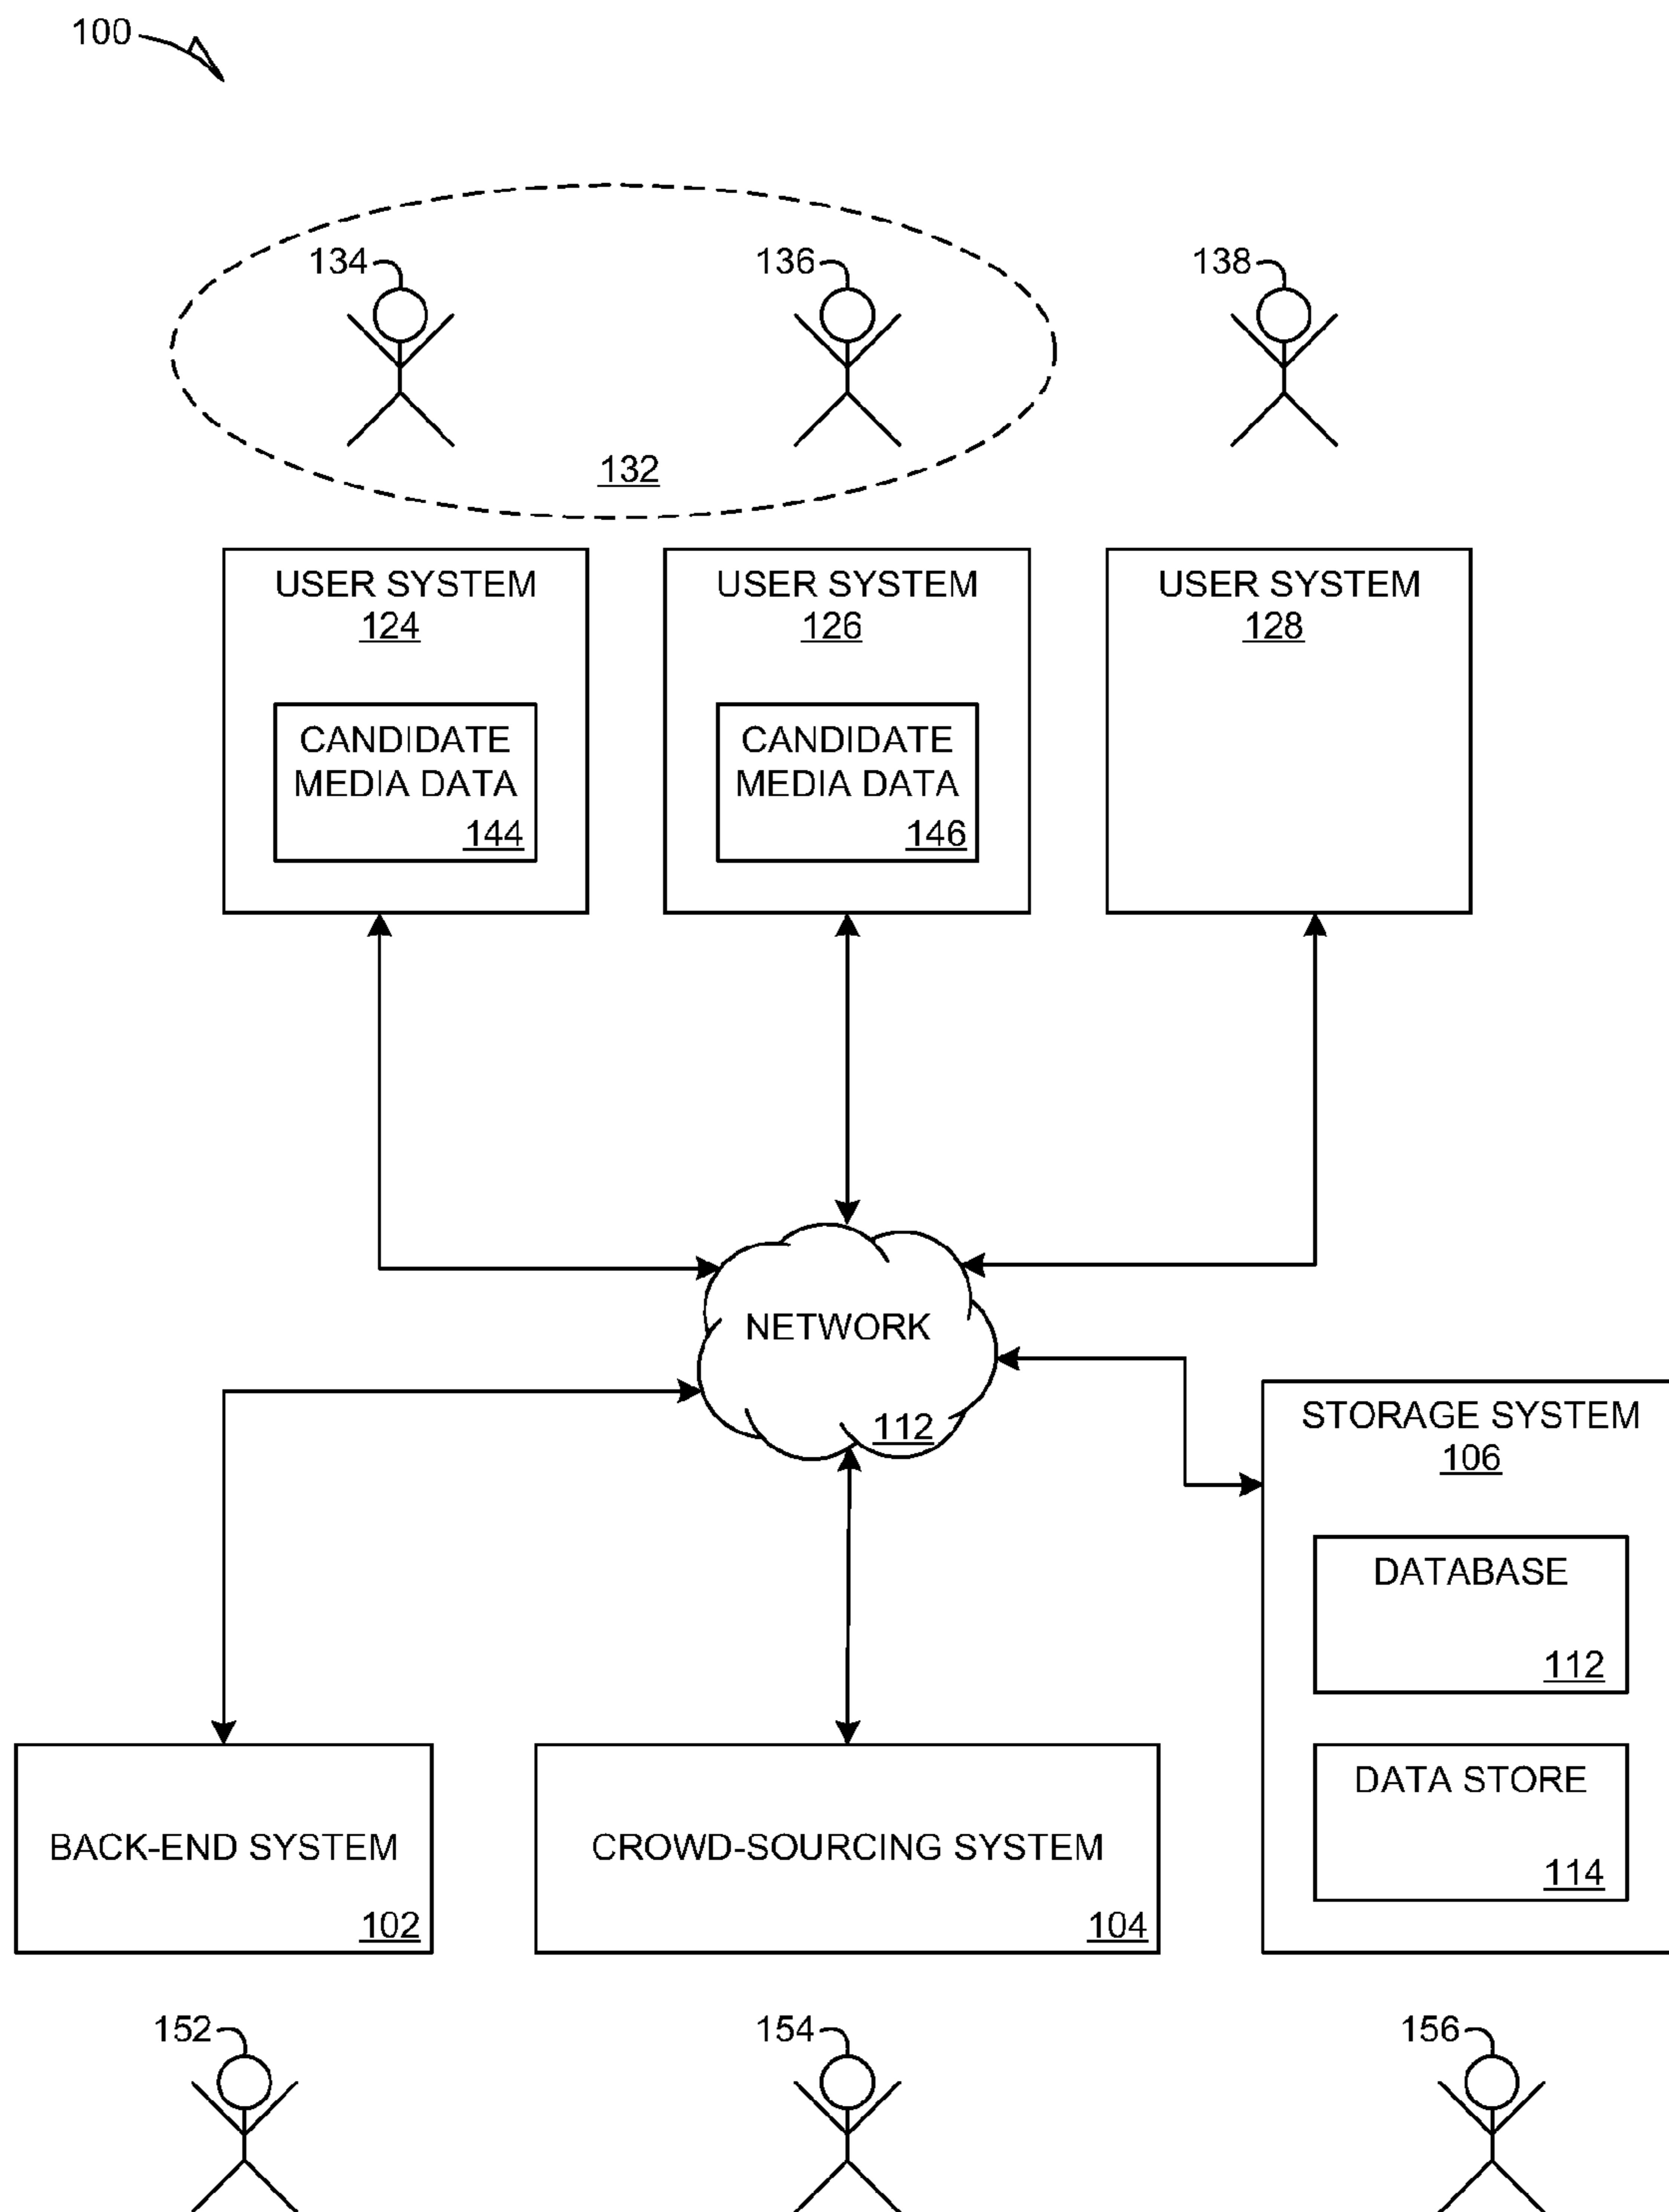 100
134
136
138
132
USER SYSTEM
124
CANDIDATE
MEDIA DATA
144
USER SYSTEM
126
CANDIDATE
MEDIA DATA
146
USER SYSTEM
128
NETWORK
112
STORAGE SYSTEM
106
DATABASE
112
DATA STORE
114
BACK-END SYSTEM
102
CROWD-SOURCING SYSTEM
104
152
154
156